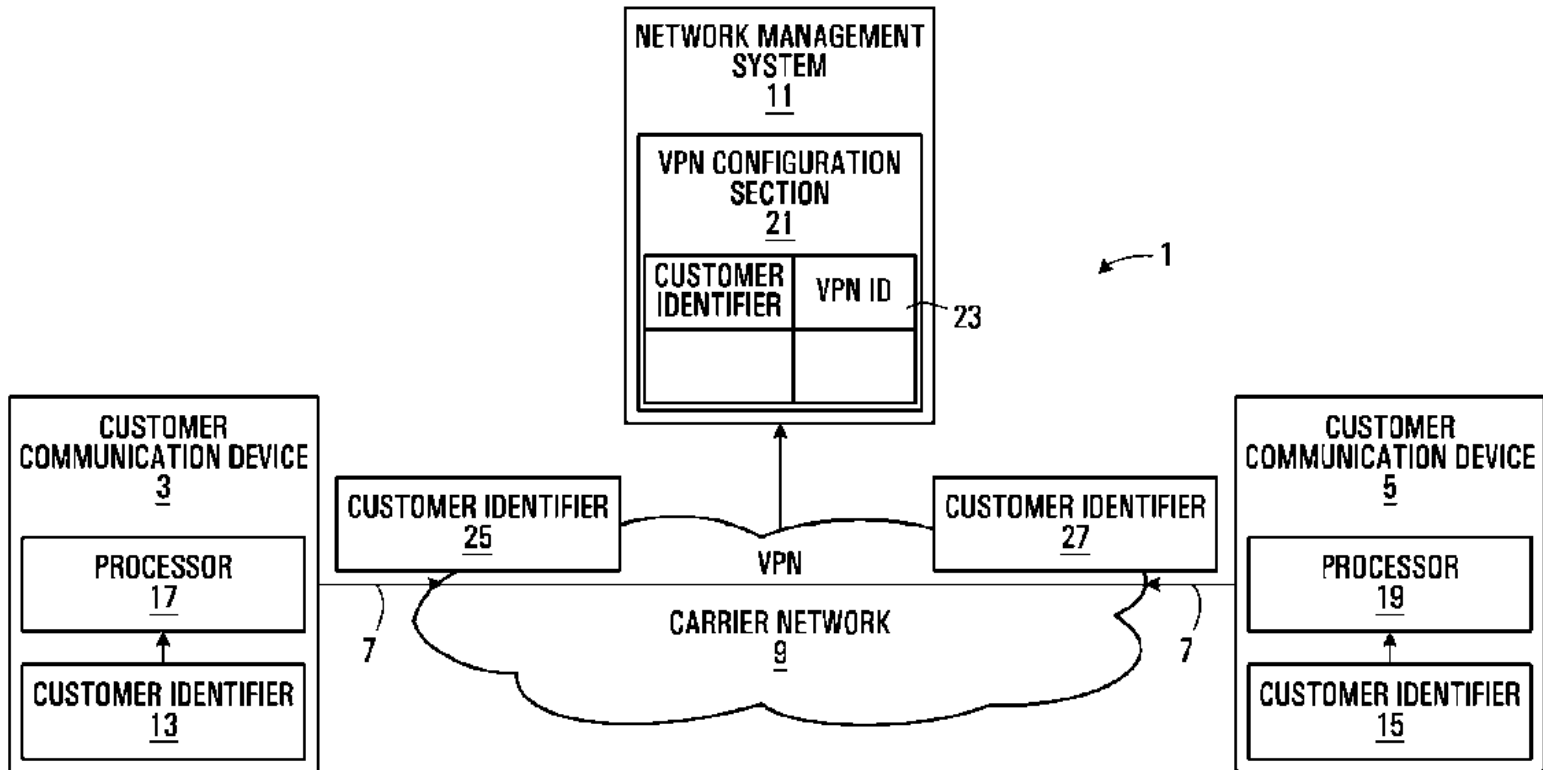 NETWORK MANAGEMENT
SYSTEM
11
VPN CONFIGURATION
SECTION
21
CUSTOMER
IDENTIFIER
VPN ID
23
1
CUSTOMER
COMMUNICATION DEVICE
3
PROCESSOR
17
CUSTOMER IDENTIFIER
13
7
CUSTOMER IDENTIFIER
25
VPN
CARRIER NETWORK
9
CUSTOMER IDENTIFIER
27
7
CUSTOMER
COMMUNICATION DEVICE
5
PROCESSOR
19
CUSTOMER IDENTIFIER
15